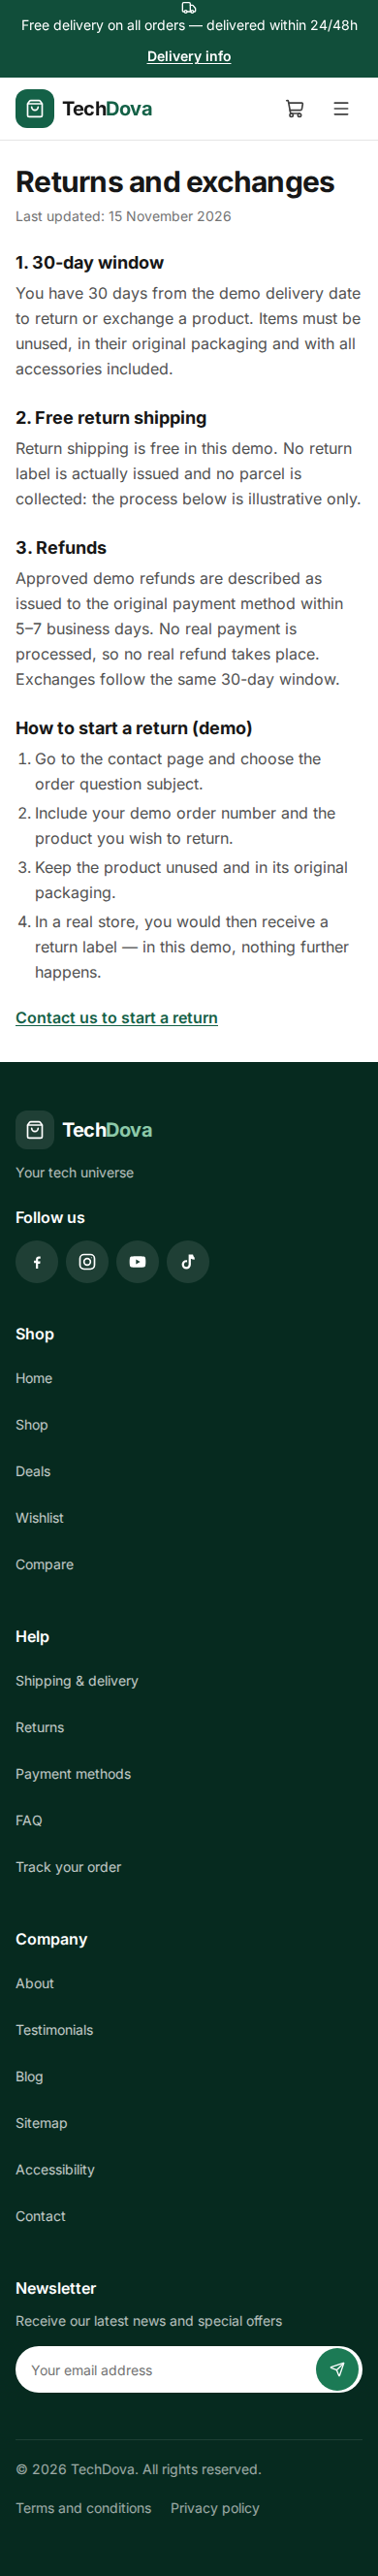 Free delivery on all orders — delivered within 24/48h
Delivery info
TechDova
Returns and exchanges
Last updated: 15 November 2026
1. 30-day window
You have 30 days from the demo delivery date
to return or exchange a product. Items must be
unused, in their original packaging and with all
accessories included.
2. Free return shipping
Return shipping is free in this demo. No return
label is actually issued and no parcel is
collected: the process below is illustrative only.
3. Refunds
Approved demo refunds are described as
issued to the original payment method within
5–7 business days. No real payment is
processed, so no real refund takes place.
Exchanges follow the same 30-day window.
How to start a return (demo)
1. Go to the contact page and choose the
order question subject.
2. Include your demo order number and the
product you wish to return.
3. Keep the product unused and in its original
packaging.
4. In a real store, you would then receive a
return label — in this demo, nothing further
happens.
Contact us to start a return
TechDova
Your tech universe
Follow us
Shop
Home
Shop
Deals
Wishlist
Compare
Help
Shipping & delivery
Returns
Payment methods
FAQ
Track your order
Company
About
Testimonials
Blog
Sitemap
Accessibility
Contact
Newsletter
Receive our latest news and special offers
Your email address
© 2026 TechDova. All rights reserved.
Terms and conditions Privacy policy